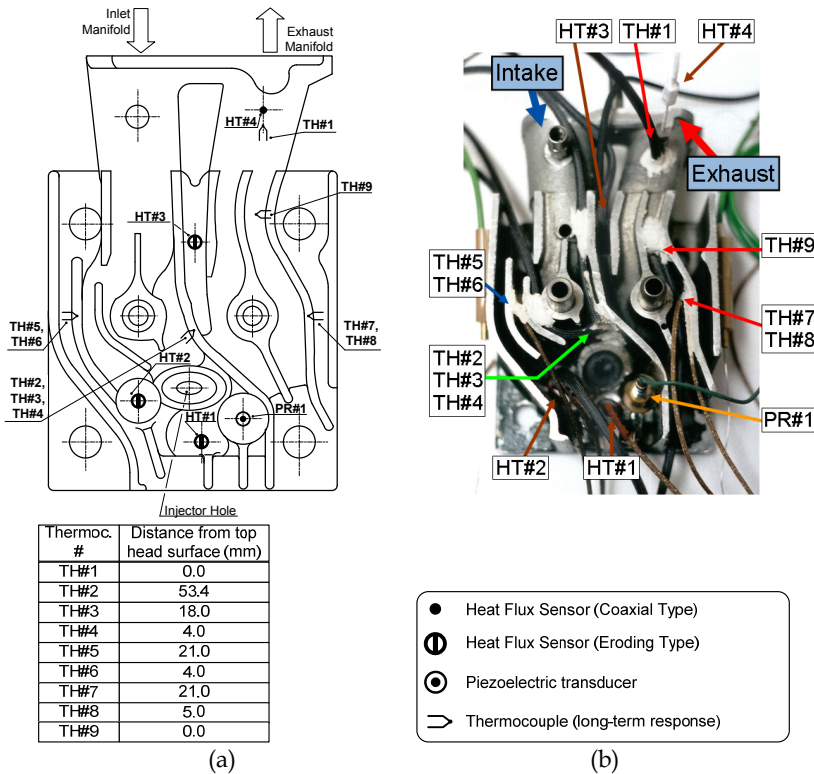 Inlet
Manifold
Exhaust
Manifold
HT#4
TH#1
TH#9
HT#3
TH#5,
TH#6
TH#7,
TH#8
HT#2
TH#2,
TH#3,
TH#4
HT#1
PR#1
Injector Hole
Thermoc. Distance from top
# head surface (mm)
TH#1 0.0
TH#2 53.4
TH#3 18.0
TH#4 4.0
TH#5 21.0
TH#6 4.0
TH#7 21.0
TH#8 5.0
TH#9 0.0
(a)
HT#3 TH#1 HT#4
Intake
Exhaust
TH#9
TH#5
TH#6
TH#7
TH#8
TH#2
TH#3
TH#4
PR#1
HT#2 HT#1
Heat Flux Sensor (Coaxial Type)
Heat Flux Sensor (Eroding Type)
Piezoelectric transducer
Thermocouple (long-term response)
(b)